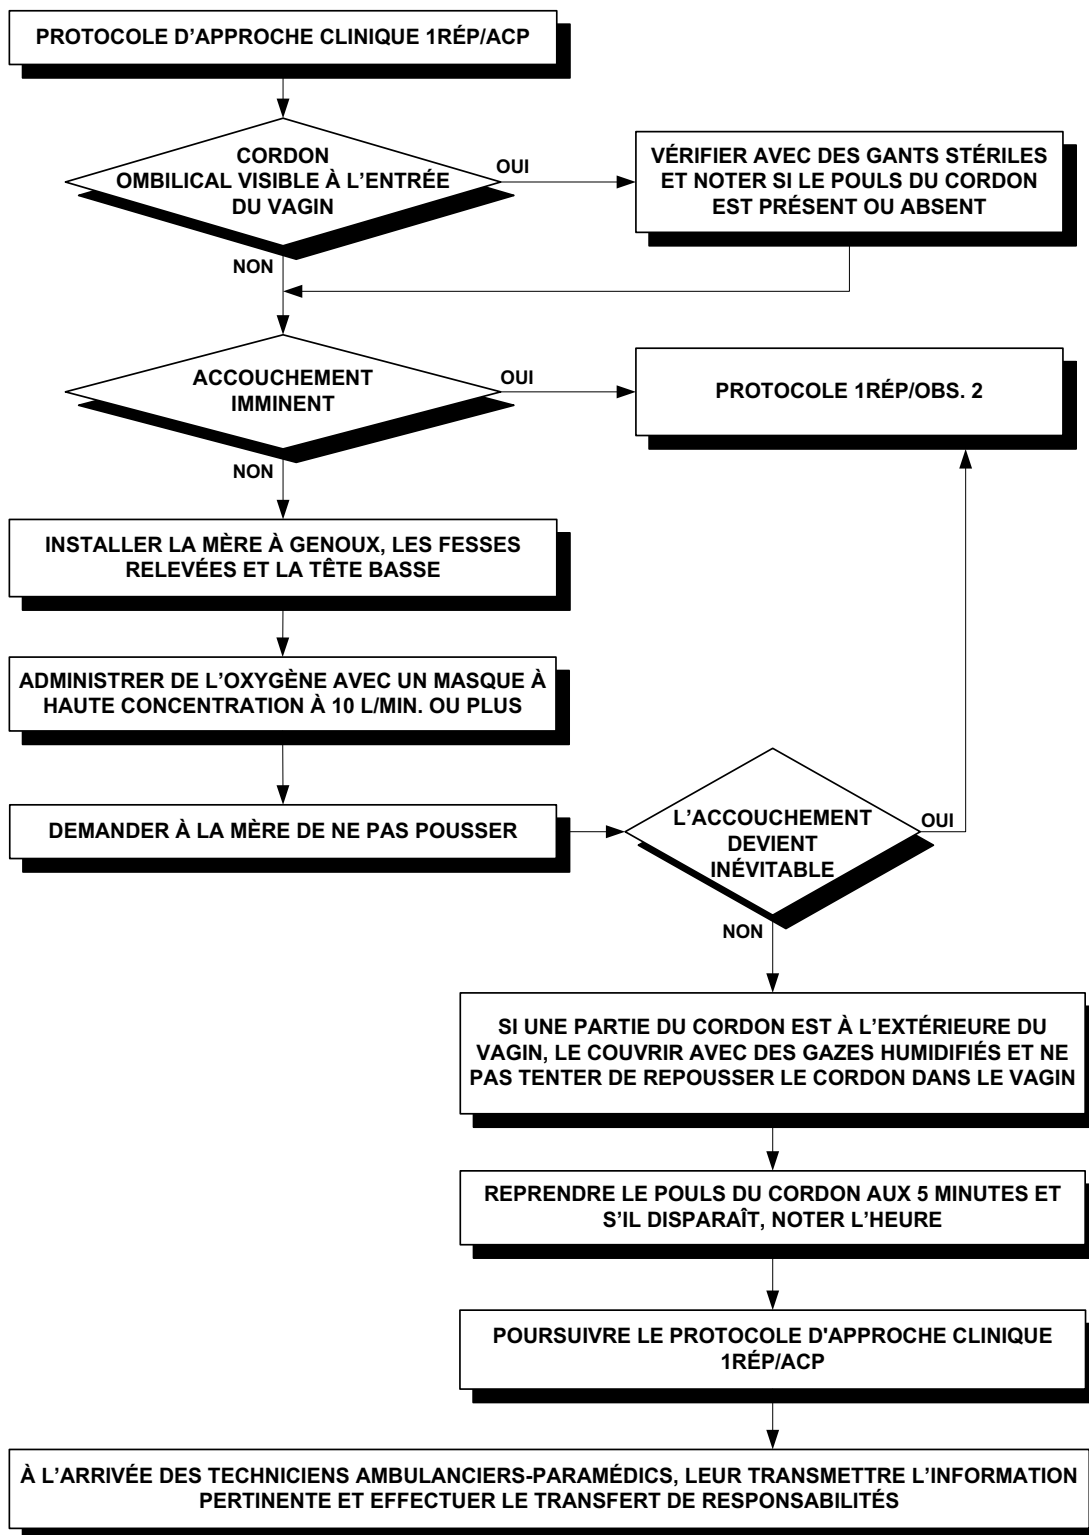 PROTOCOLE D'APPROCHE CLINIQUE 1RÉP/ACP
CORDON
OMBILICAL VISIBLE À L'ENTRÉE
DU VAGIN
OUI
VÉRIFIER AVEC DES GANTS STÉRILES
ET NOTER SI LE POULS DU CORDON
EST PRÉSENT OU ABSENT
NON
ACCOUCHEMENT
IMMINENT
OUI
PROTOCOLE 1RÉP/OBS. 2
NON
INSTALLER LA MÈRE À GENOUX, LES FESSES
RELEVÉES ET LA TÊTE BASSE
ADMINISTRER DE L'OXYGÈNE AVEC UN MASQUE À
HAUTE CONCENTRATION À 10 L/MIN. OU PLUS
DEMANDER À LA MÈRE DE NE PAS POUSSER
L'ACCOUCHEMENT
DEVIENT
INÉVITABLE
OUI
NON
SI UNE PARTIE DU CORDON EST À L'EXTÉRIEURE DU
VAGIN, LE COUVRIR AVEC DES GAZES HUMIDIFIÉS ET NE
PAS TENTER DE REPOUSSER LE CORDON DANS LE VAGIN
REPRENDRE LE POULS DU CORDON AUX 5 MINUTES ET
S'IL DISPARAÎT, NOTER L'HEURE
POURSUIVRE LE PROTOCOLE D'APPROCHE CLINIQUE
1RÉP/ACP
À L'ARRIVÉE DES TECHNICIENS AMBULANCIERS-PARAMÉDICS, LEUR TRANSMETTRE L'INFORMATION
PERTINENTE ET EFFECTUER LE TRANSFERT DE RESPONSABILITÉS